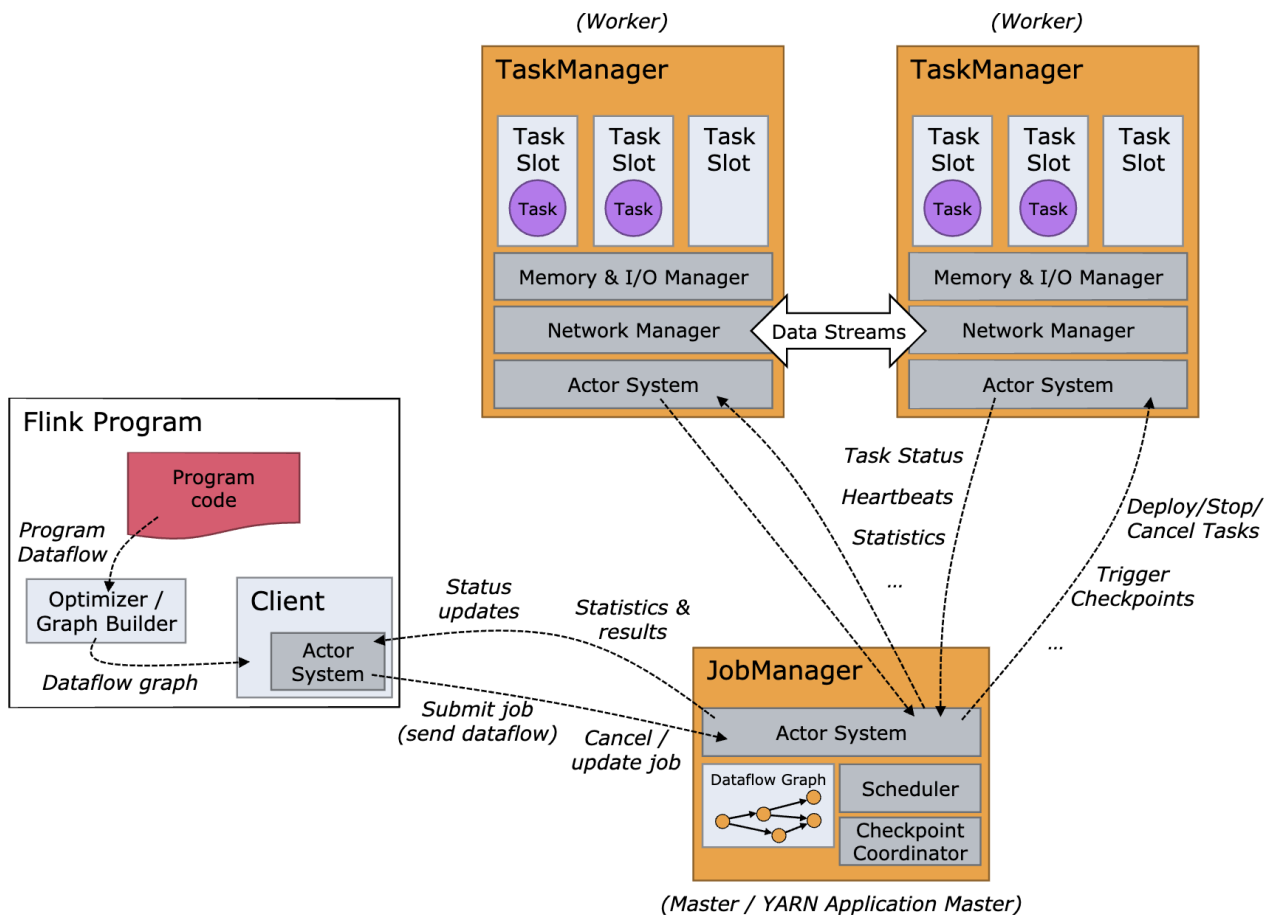 (Worker)
(Worker)
TaskManager
TaskManager
Task
Slot
Task
Task
Slot
Task
Task
Slot
Task
Slot
Task
Task
Slot
Task
Task
Slot
Memory & I/O Manager
Memory & I/O Manager
Network Manager
Data Streams
Network Manager
Actor System
Actor System
Flink Program
Program
code
Program
Dataflow
Optimizer /
Graph Builder
Dataflow graph
Client
Actor
System
Status
updates
Statistics &
results
Submit job
(send dataflow)
Cancel /
update job
Task Status
Heartbeats
Statistics
...
Deploy/Stop/
Cancel Tasks
Trigger
Checkpoints
...
JobManager
Actor System
Dataflow Graph
Scheduler
Checkpoint
Coordinator
(Master / YARN Application Master)